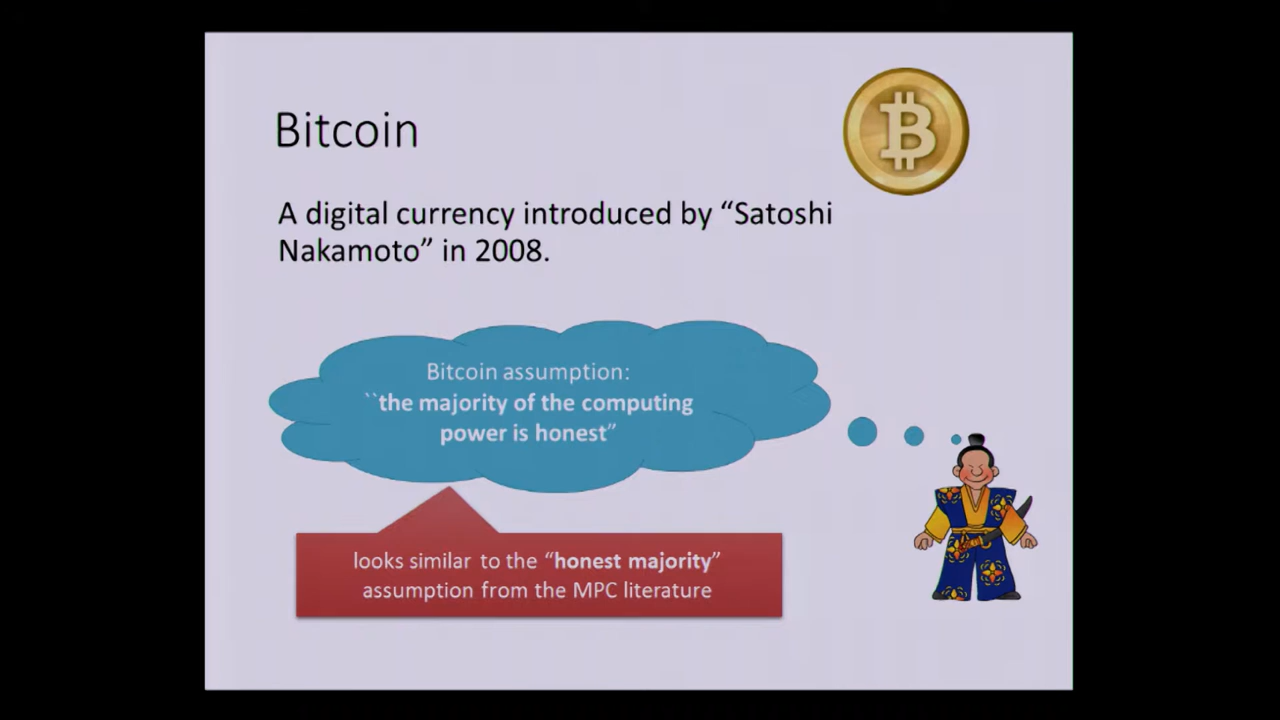 Bitcoin
A digital currency introduced by “Satoshi
Nakamoto” in 2008.
Bitcoin assumption:
``the majority of the computing
power is honest”
looks similar to the “honest majority”
assumption from the MPC literature